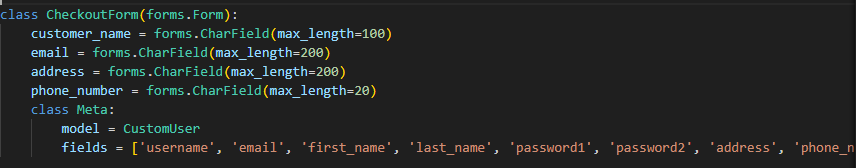 class CheckoutForm(forms.Form):
    customer_name = forms.CharField(max_length=100)
    email = forms.CharField(max_length=200)
    address = forms.CharField(max_length=200)
    phone_number = forms.CharField(max_length=20)
    class Meta:
        model = CustomUser
        fields = ['username', 'email', 'first_name', 'last_name', 'password1', 'password2', 'address', 'phone_n